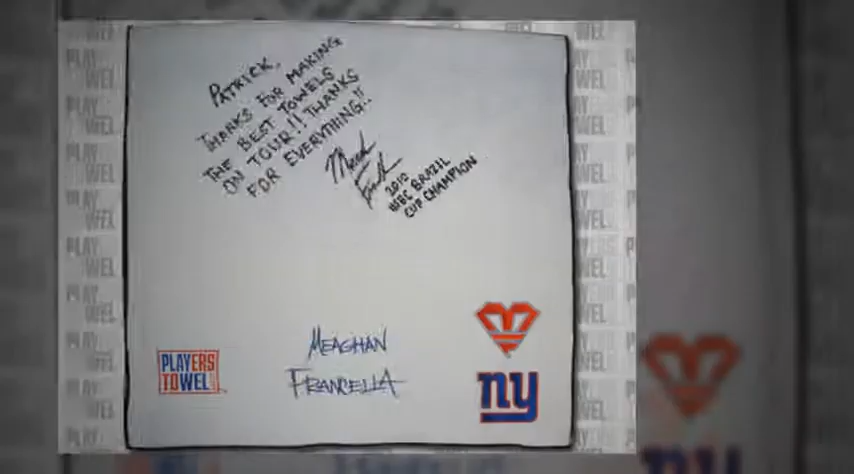 PATRICK,
THANKS FOR MAKING
THE BEST TOWELS
ON TOUR!! THANKS
FOR EVERYTHING!!
2010
HSBC BRAZIL
CUP CHAMPION
MEAGHAN
FRANCELLA
PLAYERS
TOWEL
ny